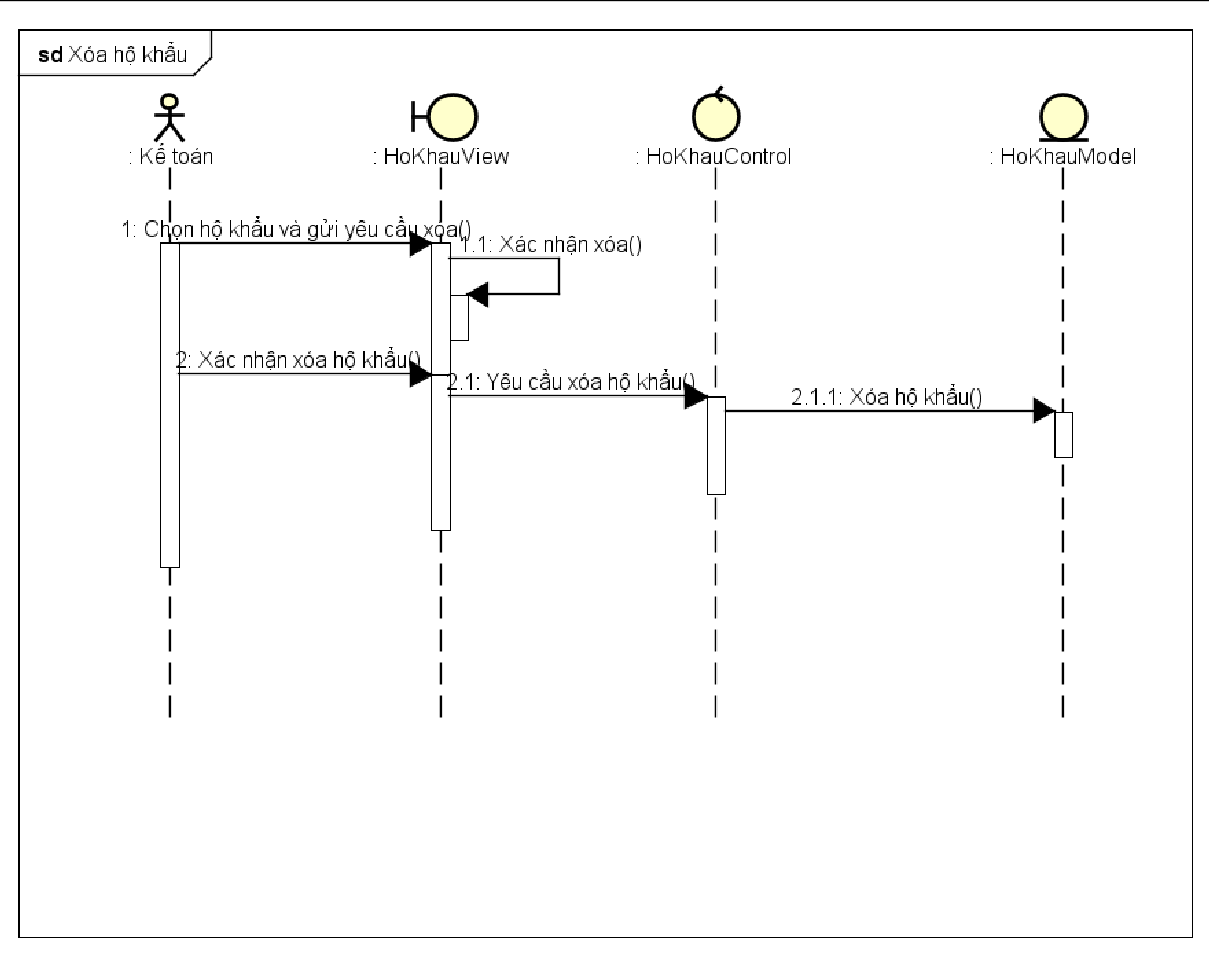 sd Xóa hộ khẩu
: Kế toán
: HoKhauView
: HoKhauControl
: HoKhauModel
1: Chọn hộ khẩu và gửi yêu cầu xóa()
1.1: Xác nhận xóa()
2: Xác nhận xóa hộ khẩu()
2.1: Yêu cầu xóa hộ khẩu()
2.1.1: Xóa hộ khẩu()